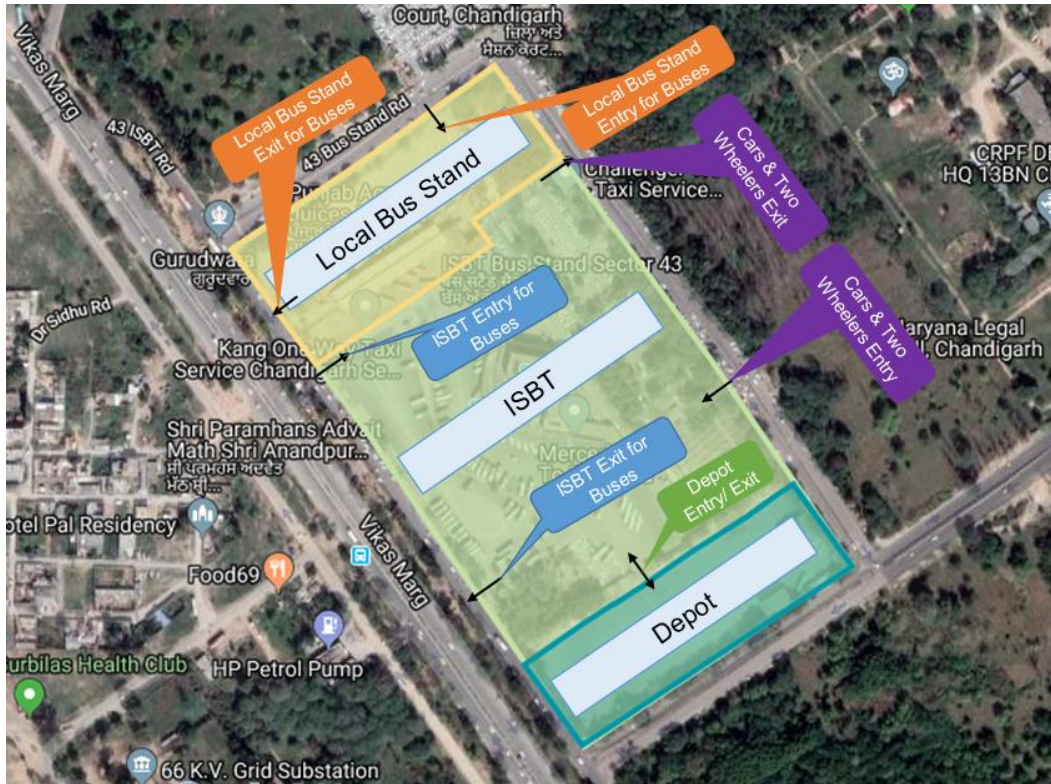 Court, Chandigarh
ਜ਼ਿਲਾ ਅਤੇ
ਸੈਸ਼ਨ ਕੋਰਟ...
Vikas Marg
43 ISBT Rd
Local Bus Stand
Exit for Buses
43 Bus Stand Rd
Local Bus Stand
Entry for Buses
Cars & Two
Wheelers Exit
CRPF
HQ 13BN
Taxi Service...
Local Bus Stand
Gurudwara
ਗੁਰੂਦਵਾਰਾ
ISBT Bus Stand Sector 43
Dr Sidhu Rd
ISBT Entry for
Buses
Kang One Way Taxi
Service Chandigarh Se...
Cars & Two
Wheelers Entry
Haryana Legal
Chandigarh
ISBT
Shri Paramhans Advait
Math Shri Anandpur...
ISBT Exit for
Buses
Depot
Entry/ Exit
otel Pal Residency
Vikas Marg
Food69
Depot
HP Petrol Pump
urbilas Health Club
66 K.V. Grid Substation